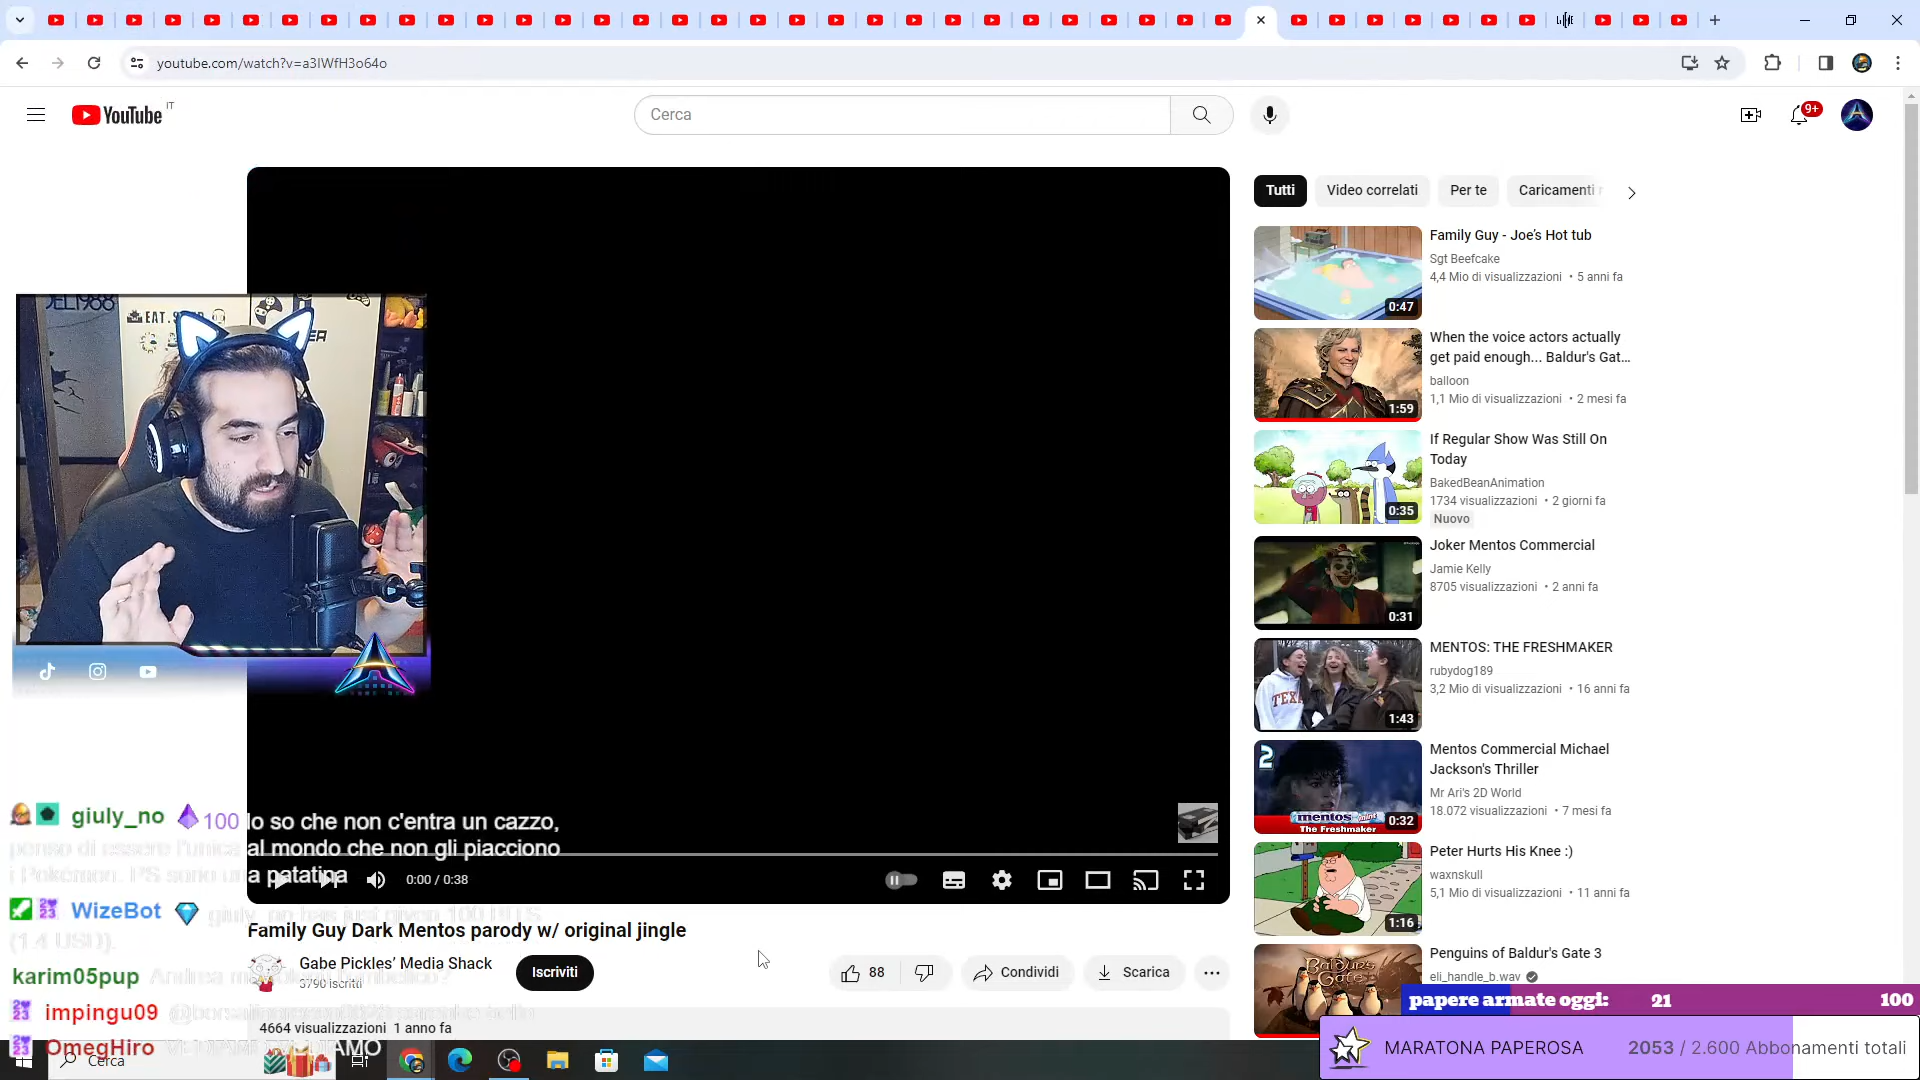 youtube.com/watch?v=a3IWfH3o64o
YouTube IT
Cerca
9+
Tutti
Video correlati
Per te
Caricamenti
Family Guy - Joe's Hot tub
Sgt Beefcake
4,4 Mio di visualizzazioni • 5 anni fa
0:47
When the voice actors actually
get paid enough... Baldur's Gat...
balloon
1,1 Mio di visualizzazioni • 2 mesi fa
1:59
If Regular Show Was Still On
Today
BakedBeanAnimation
1734 visualizzazioni • 2 giorni fa
Nuovo
0:35
Joker Mentos Commercial
Jamie Kelly
8705 visualizzazioni • 2 anni fa
0:31
MENTOS: THE FRESHMAKER
rubydog189
3,2 Mio di visualizzazioni • 16 anni fa
1:43
Mentos Commercial Michael
Jackson's Thriller
Mr Ari's 2D World
18.072 visualizzazioni • 7 mesi fa
2
mentos mint
The Freshmaker
0:32
Peter Hurts His Knee :)
waxnskull
5,1 Mio di visualizzazioni • 11 anni fa
1:16
Penguins of Baldur's Gate 3
eli_handle_b.wav
giuly_no 100 Io so che non c'entra un cazzo,
penso di essere l'unica al mondo che non gli piacciono
i Pokémon. PS sono una patatina
0:00 / 0:38
WizeBot giuly_no has just given 100 BITS
(1.4 USD).
Family Guy Dark Mentos parody w/ original jingle
Gabe Pickles' Media Shack
3790 iscritti
Iscriviti
88
Condividi
Scarica
karim05pup Andrea
impingu09
4664 visualizzazioni 1 anno fa
OmegHiro
Cerca
papere armate oggi: 21 100
MARATONA PAPEROSA 2053 / 2.600 Abbonamenti totali